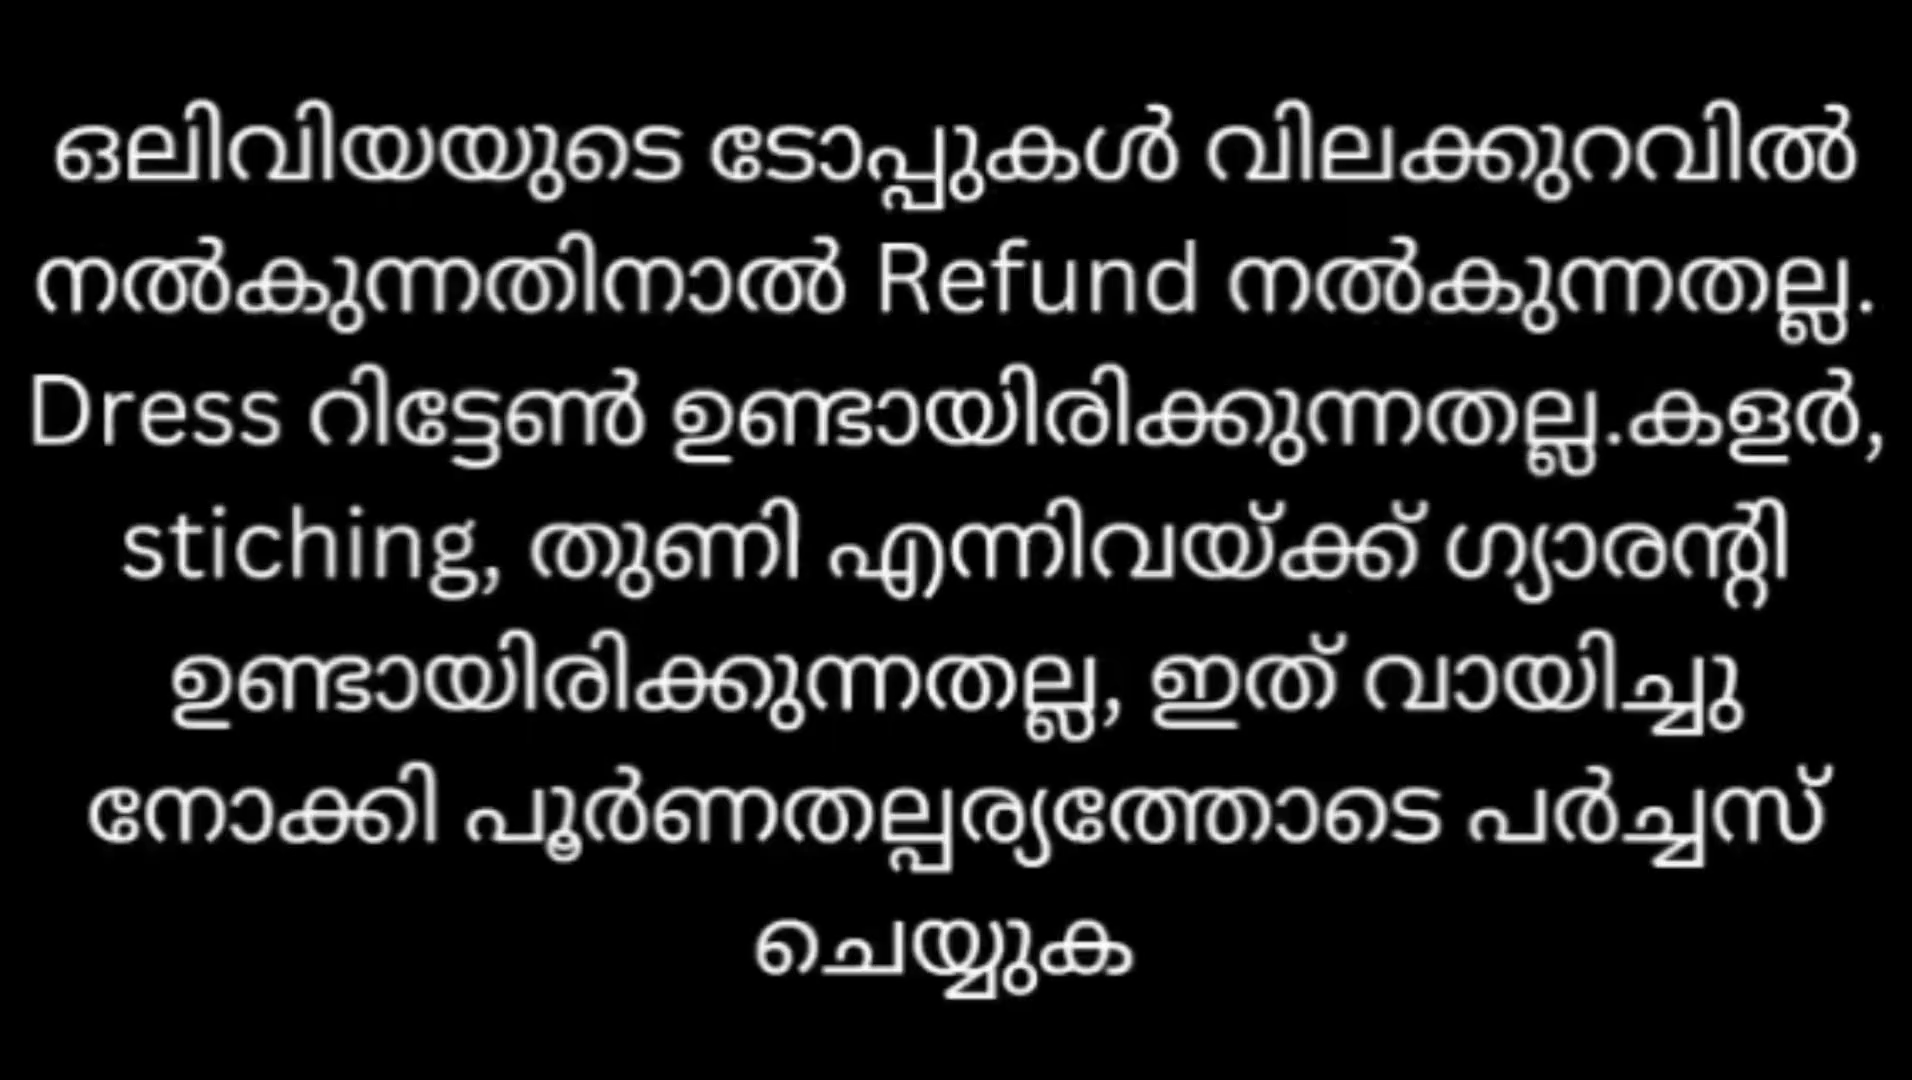 ഒലിവിയയുടെ ടോപ്പുകൾ വിലക്കുറവിൽ
നൽകുന്നതിനാൽ Refund നൽകുന്നതല്ല.
Dress റിട്ടേൺ ഉണ്ടായിരിക്കുന്നതല്ല.കളർ,
stiching, തുണി എന്നിവയ്ക്ക് ഗ്യാരന്റി
ഉണ്ടായിരിക്കുന്നതല്ല, ഇത് വായിച്ചു
നോക്കി പൂർണതല്പര്യത്തോടെ പർച്ചസ്
ചെയ്യുക